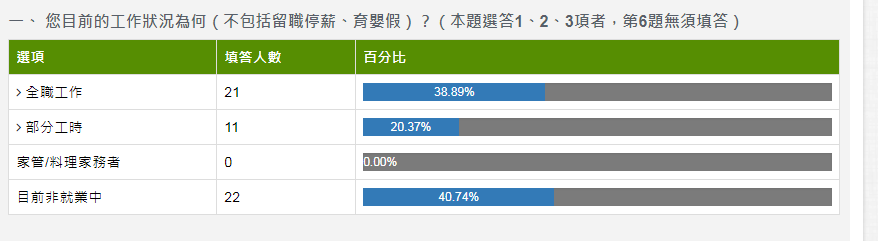 一、 您目前的工作狀況為何（不包括留職停薪、育嬰假）？（本題選答1、2、3項者，第6題無須填答）
選項 填答人數 百分比
> 全職工作 21 38.89%
> 部分工時 11 20.37%
家管/料理家務者 0 0.00%
目前非就業中 22 40.74%